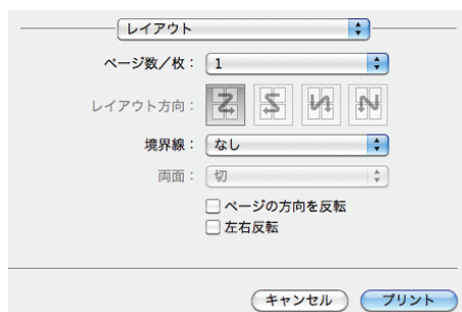 レイアウト
ページ数／枚： 1
レイアウト方向：
境界線： なし
両面： 切
ページの方向を反転
左右反転
キャンセル プリント